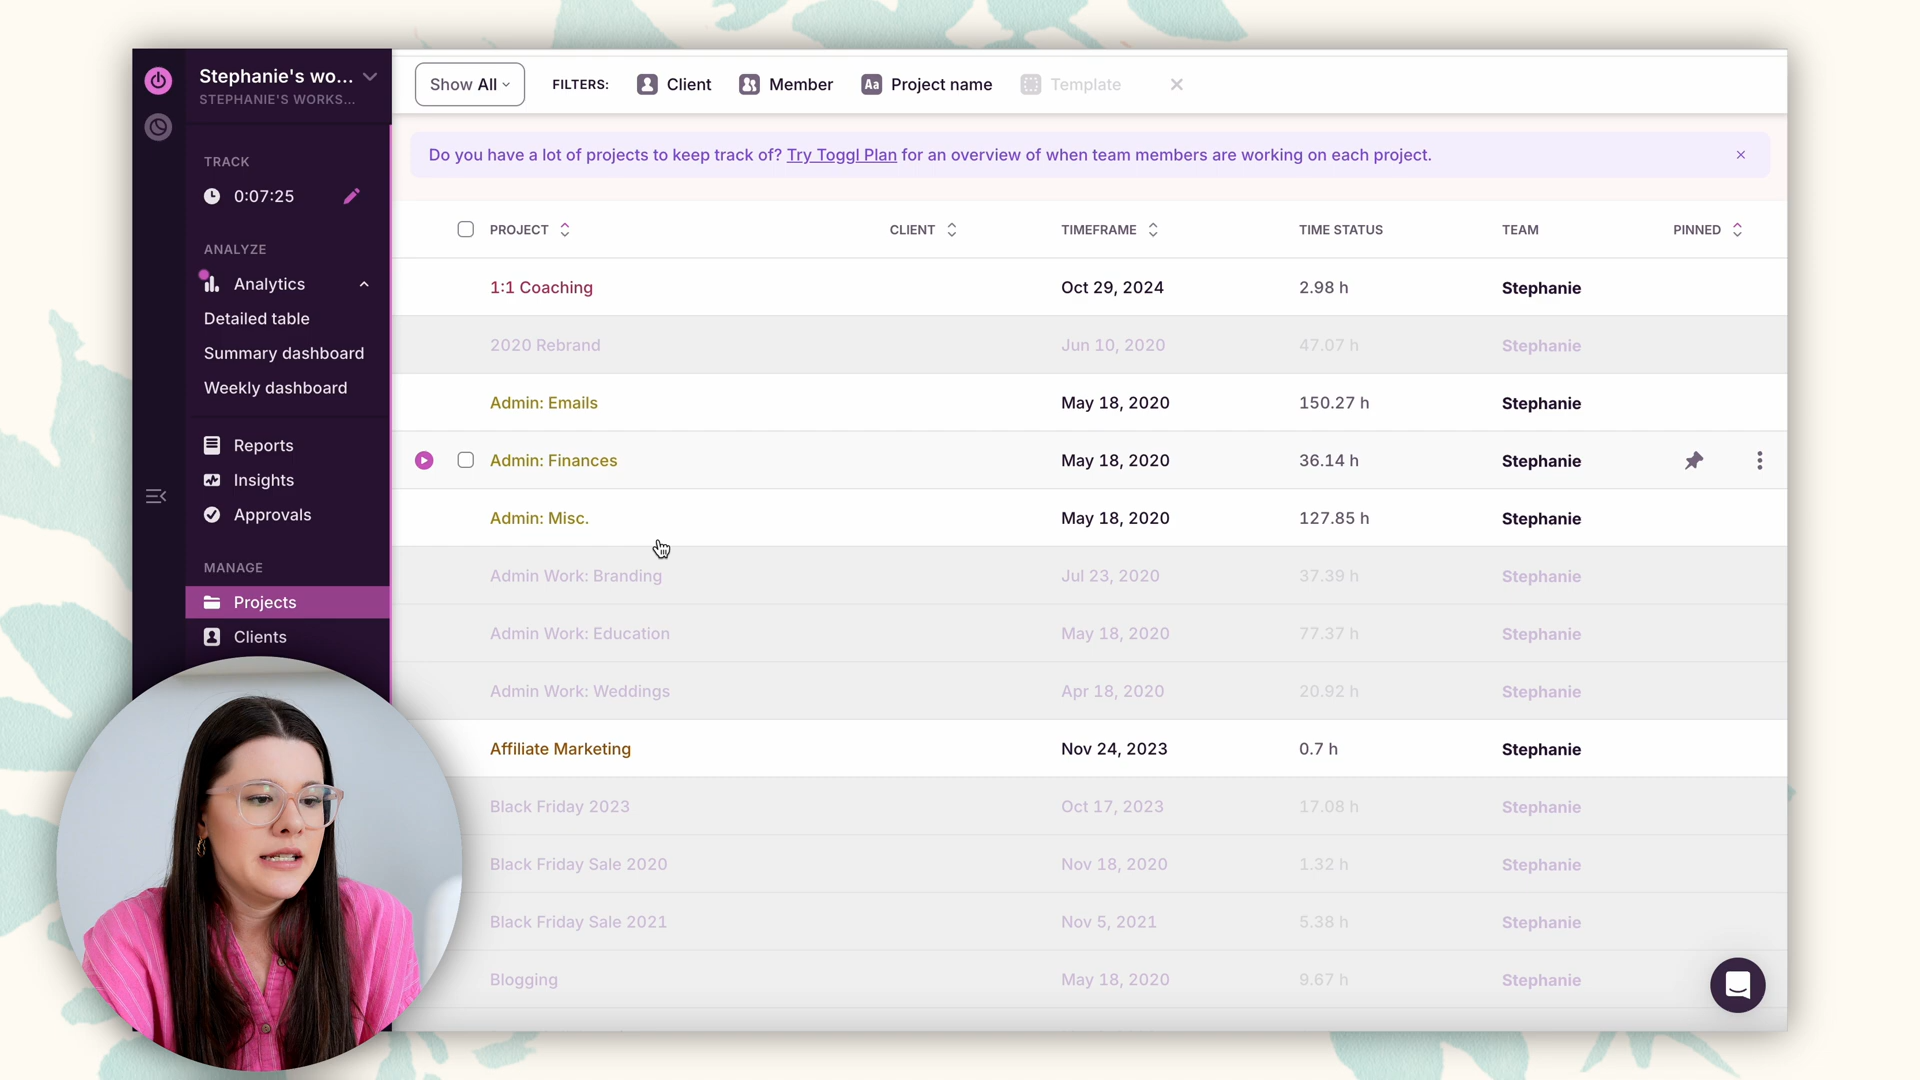 Stephanie's wo...
STEPHANIE'S WORKS...
Show All
FILTERS: Client Member Project name Template
Do you have a lot of projects to keep track of? Try Toggl Plan for an overview of when team members are working on each project.
TRACK
0:07:25
ANALYZE
Analytics
Detailed table
Summary dashboard
Weekly dashboard
Reports
Insights
Approvals
MANAGE
Projects
Clients
PROJECT CLIENT TIMEFRAME TIME STATUS TEAM PINNED
1:1 Coaching Oct 29, 2024 2.98 h Stephanie
2020 Rebrand Jun 10, 2020 47.07 h Stephanie
Admin: Emails May 18, 2020 150.27 h Stephanie
Admin: Finances May 18, 2020 36.14 h Stephanie
Admin: Misc. May 18, 2020 127.85 h Stephanie
Admin Work: Branding Jul 23, 2020 37.39 h Stephanie
Admin Work: Education May 18, 2020 77.37 h Stephanie
Admin Work: Weddings Apr 18, 2020 20.92 h Stephanie
Affiliate Marketing Nov 24, 2023 0.7 h Stephanie
Black Friday 2023 Oct 17, 2023 17.08 h Stephanie
Black Friday Sale 2020 Nov 18, 2020 1.32 h Stephanie
Black Friday Sale 2021 Nov 5, 2021 5.38 h Stephanie
Blogging May 18, 2020 9.67 h Stephanie